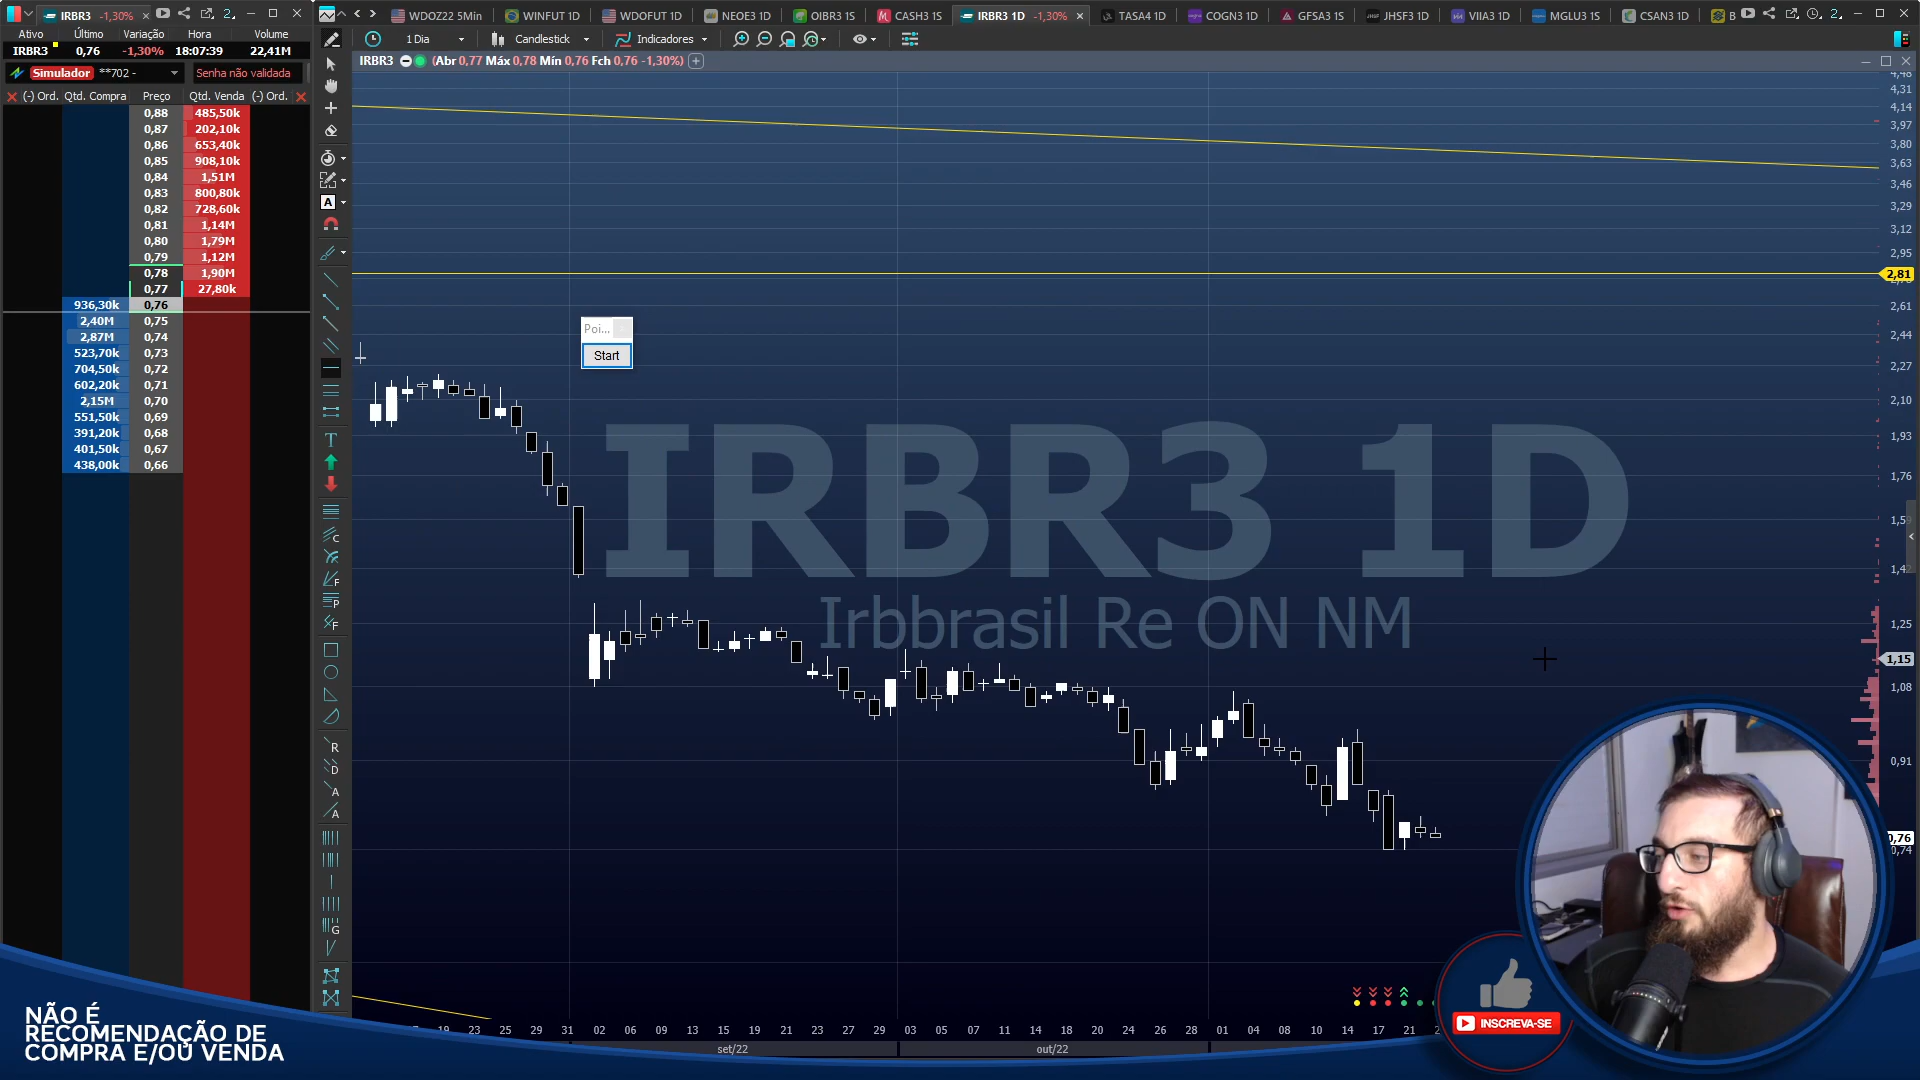 IRBR3 -1,30%
2
WDOZ22 5Min
WINFUT 1D
WDOFUT 1D
NEOE3 1D
OIBR3 1S
CASH3 1S
IRBR3 1D -1,30%
TASA4 1D
COGN3 1D
GFSA3 1S
JHSF3 1D
VIIA3 1D
MGLU3 1S
CSAN3 1D
B
2
Ativo Último Variação Hora Volume
IRBR3 0,76 -1,30% 18:07:39 22,41M
1 Dia
Candlestick
Indicadores
IRBR3 (Abr 0,77 Máx 0,78 Mín 0,76 Fch 0,76 -1,30%)
Simulador **702 - Senha não validada
(-) Ord. Qtd. Compra Preço Qtd. Venda (-) Ord.
0,88 485,50k
0,87 202,10k
0,86 653,40k
0,85 908,10k
0,84 1,51M
0,83 800,80k
0,82 728,60k
0,81 1,14M
0,80 1,79M
0,79 1,12M
0,78 1,90M
0,77 27,80k
936,30k 0,76
2,40M 0,75
2,87M 0,74
523,70k 0,73
704,50k 0,72
602,20k 0,71
2,15M 0,70
551,50k 0,69
391,20k 0,68
401,50k 0,67
438,00k 0,66
Poi...
Start
IRBR3 1D
Irbbrasil Re ON NM
4,48
4,31
4,14
3,97
3,80
3,63
3,46
3,29
3,12
2,95
2,81
2,61
2,44
2,27
2,10
1,93
1,76
1,59
1,42
1,25
1,15
1,08
0,91
0,76
0,74
A
T
C
F
P
F
R
D
A
A
G
19 23 25 29 31 02 06 09 13 15 19 21 23 27 29 03 05 07 11 14 18 20 24 26 28 01 04 08 10 14 17 21
set/22 out/22
NÃO É
RECOMENDAÇÃO DE
COMPRA E/OU VENDA
INSCREVA-SE